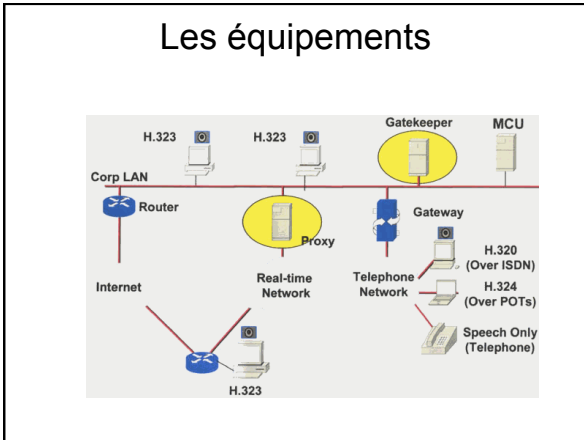 Les équipements
Gatekeeper
MCU
H.323
H.323
Corp LAN
Router
Proxy
Gateway
H.320
(Over ISDN)
Internet
Real-time
Network
Telephone
Network
H.324
(Over POTs)
Speech Only
(Telephone)
H.323